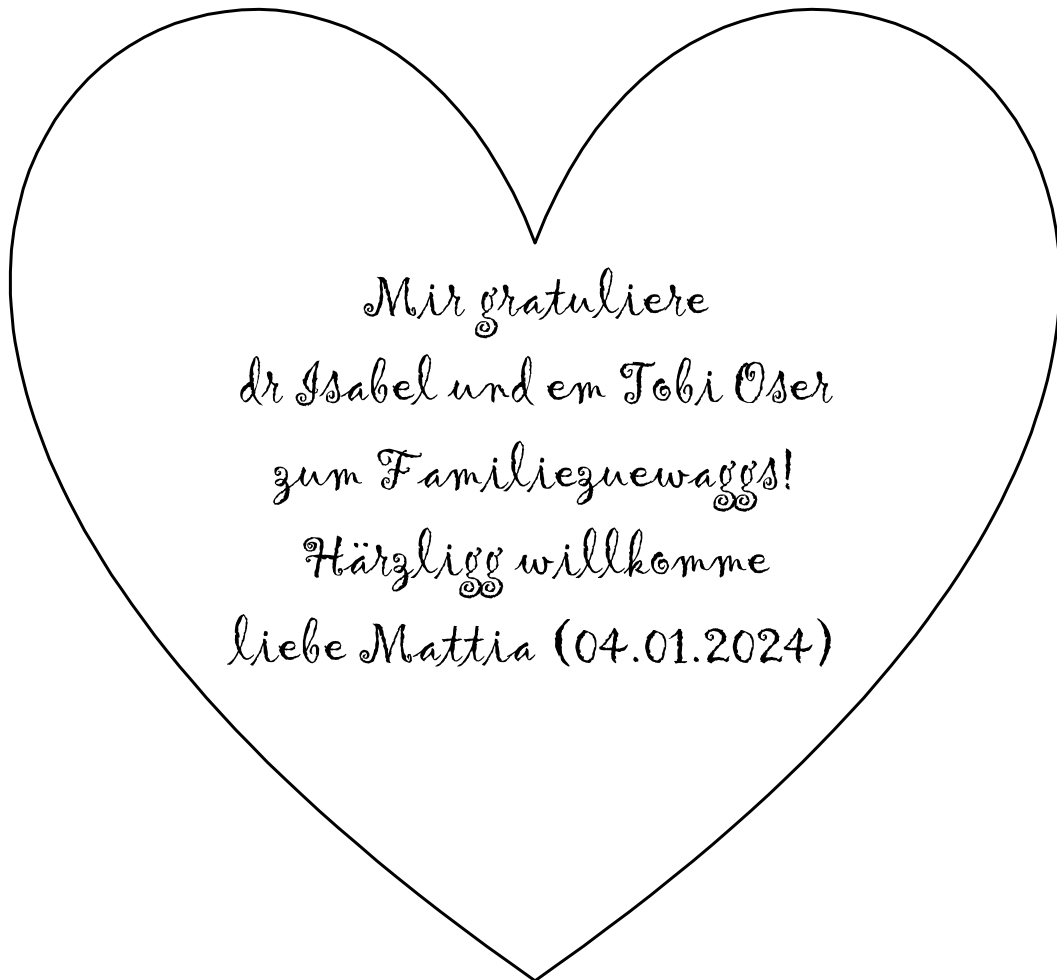 Mir gratuliere
dr Isabel und em Tobi Oser
zum Familiezuewaggs!
Härzligg willkomme
liebe Mattia (04.01.2024)